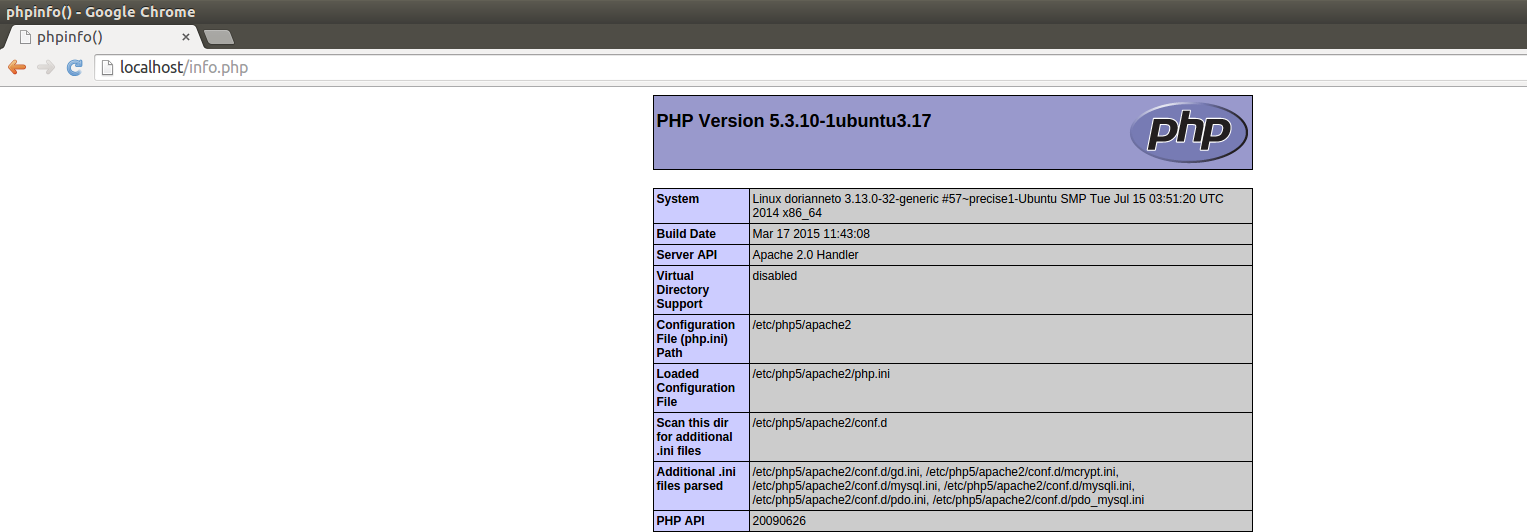 phpinfo() - Google Chrome
phpinfo()
localhost/info.php
PHP Version 5.3.10-1ubuntu3.17
php
System
Linux dorianneto 3.13.0-32-generic #57~precise1-Ubuntu SMP Tue Jul 15 03:51:20 UTC
2014 x86_64
Build Date
Mar 17 2015 11:43:08
Server API
Apache 2.0 Handler
Virtual
Directory
Support
disabled
Configuration
File (php.ini)
Path
/etc/php5/apache2
Loaded
Configuration
File
/etc/php5/apache2/php.ini
Scan this dir
for additional
.ini files
/etc/php5/apache2/conf.d
Additional .ini
files parsed
/etc/php5/apache2/conf.d/gd.ini, /etc/php5/apache2/conf.d/mcrypt.ini,
/etc/php5/apache2/conf.d/mysql.ini, /etc/php5/apache2/conf.d/mysqli.ini,
/etc/php5/apache2/conf.d/pdo.ini, /etc/php5/apache2/conf.d/pdo_mysql.ini
PHP API
20090626